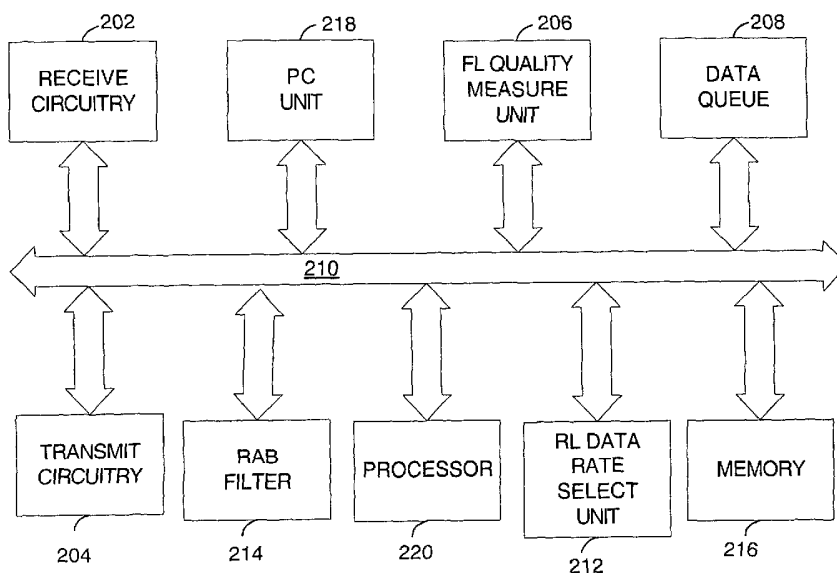 202
218
206
208
RECEIVE
CIRCUITRY
PC
UNIT
FL QUALITY
MEASURE
UNIT
DATA
QUEUE
210
TRANSMIT
CIRCUITRY
RAB
FILTER
PROCESSOR
RL DATA
RATE
SELECT
UNIT
MEMORY
204
214
220
212
216